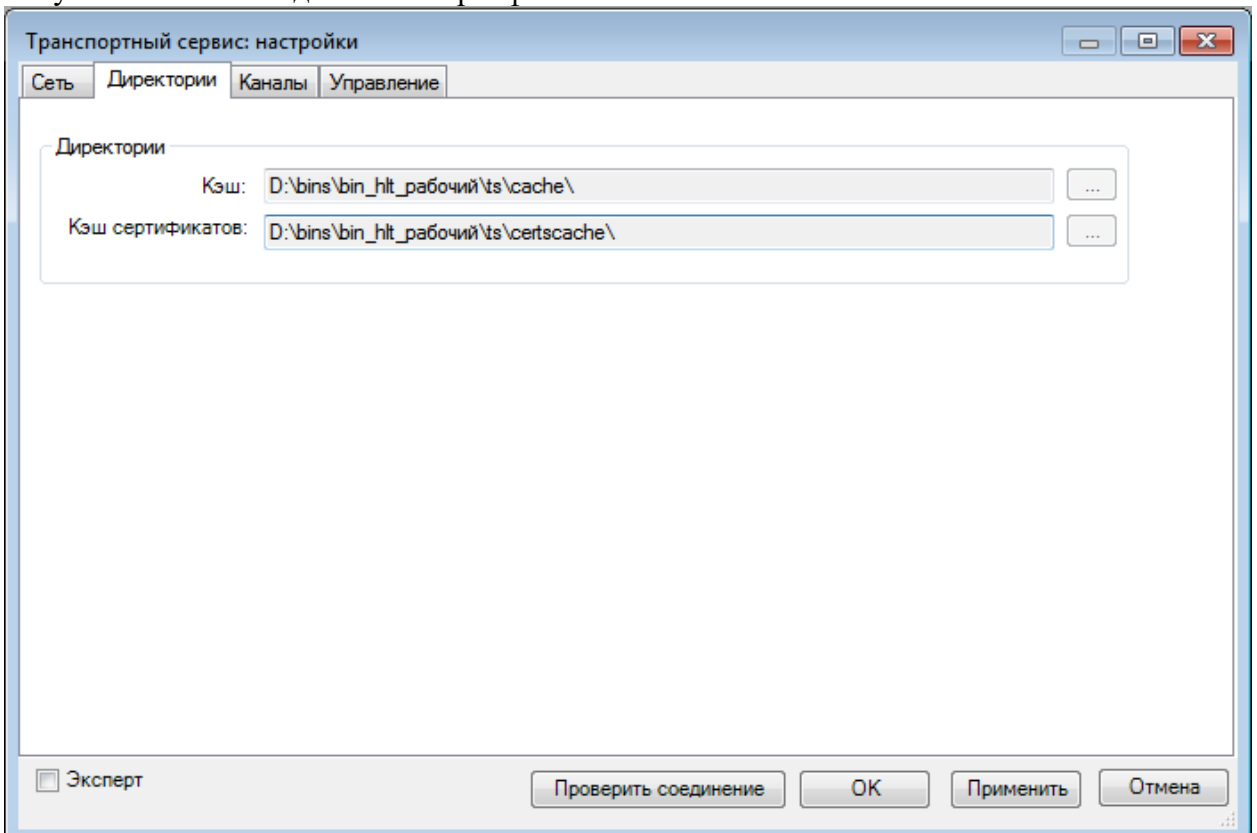 Транспортный сервис: настройки
Сеть Директории Каналы Управление
Директории
Кэш: D:\bins\bin_hlt_рабочий\ts\cache\ ...
Кэш сертификатов: D:\bins\bin_hlt_рабочий\ts\certscache\ ...
Эксперт Проверить соединение OK Применить Отмена